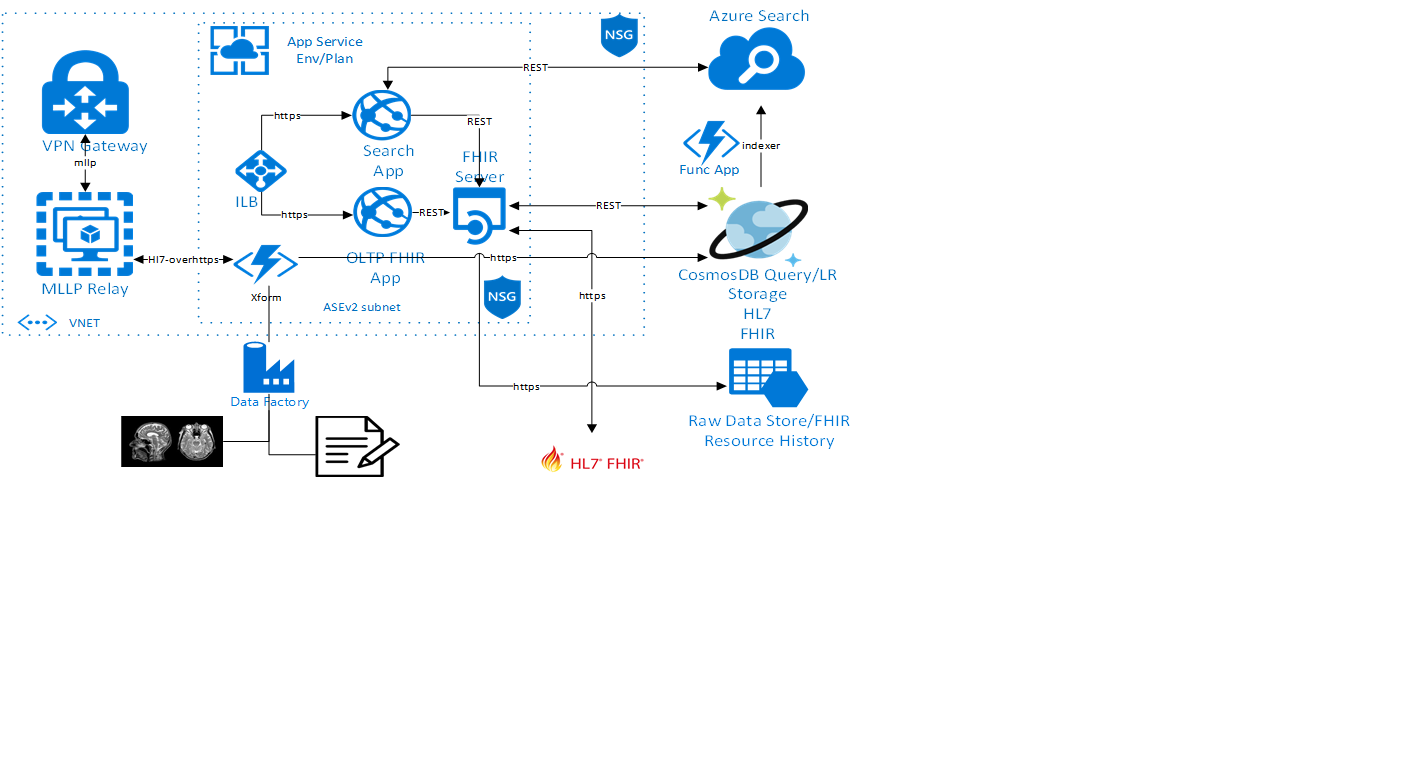 Azure Search
NSG
App Service
Env/Plan
REST
https
REST
VPN Gateway
mllp
Search
App
FHIR
Server
indexer
Func App
ILB
https
REST
REST
Hl7-overhttps
OLTP FHIR
App
https
CosmosDB Query/LR
Storage
HL7
FHIR
MLLP Relay
Xform
NSG
https
ASEv2 subnet
VNET
https
Data Factory
Raw Data Store/FHIR
Resource History
HL7® FHIR®